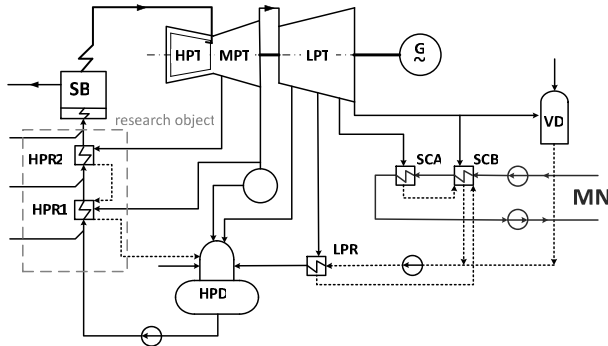 HPT
MPT
LPT
G
~
SB
VD
research object
HPR2
SCA
SCB
MN
HPR1
LPR
HPD